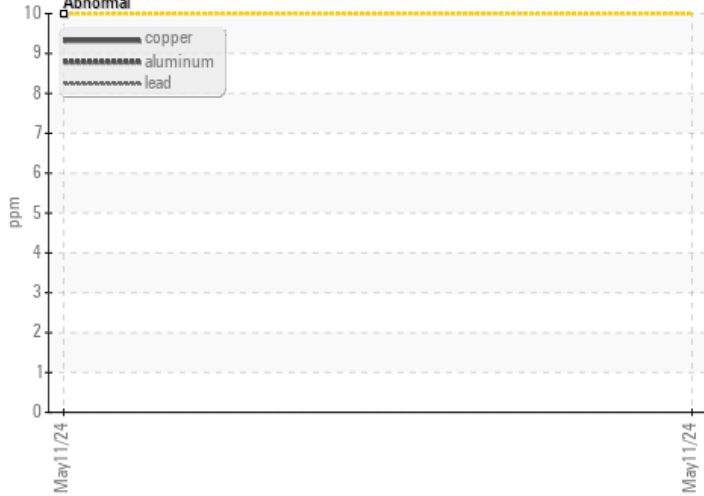 Abnormal
10
copper
9
aluminum
lead
8
7
6
ppm
5
4
3
2
1
0
May11/24
May11/24